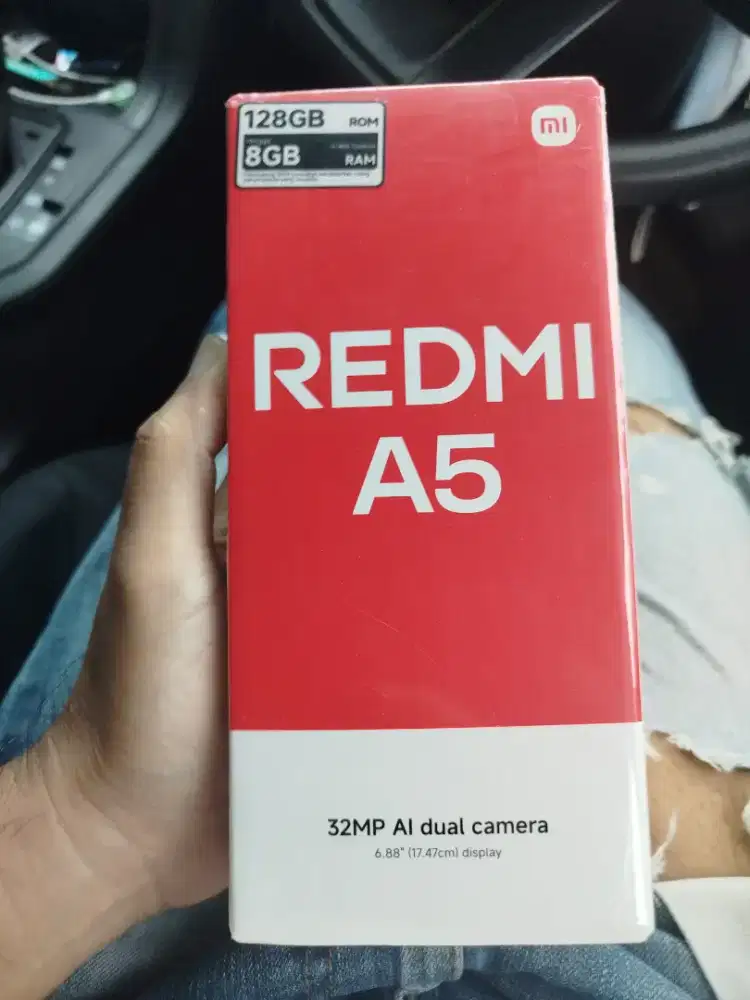 128GB ROM
8GB RAM
mi
REDMI
A5
32MP AI dual camera
6.88" (17.47cm) display